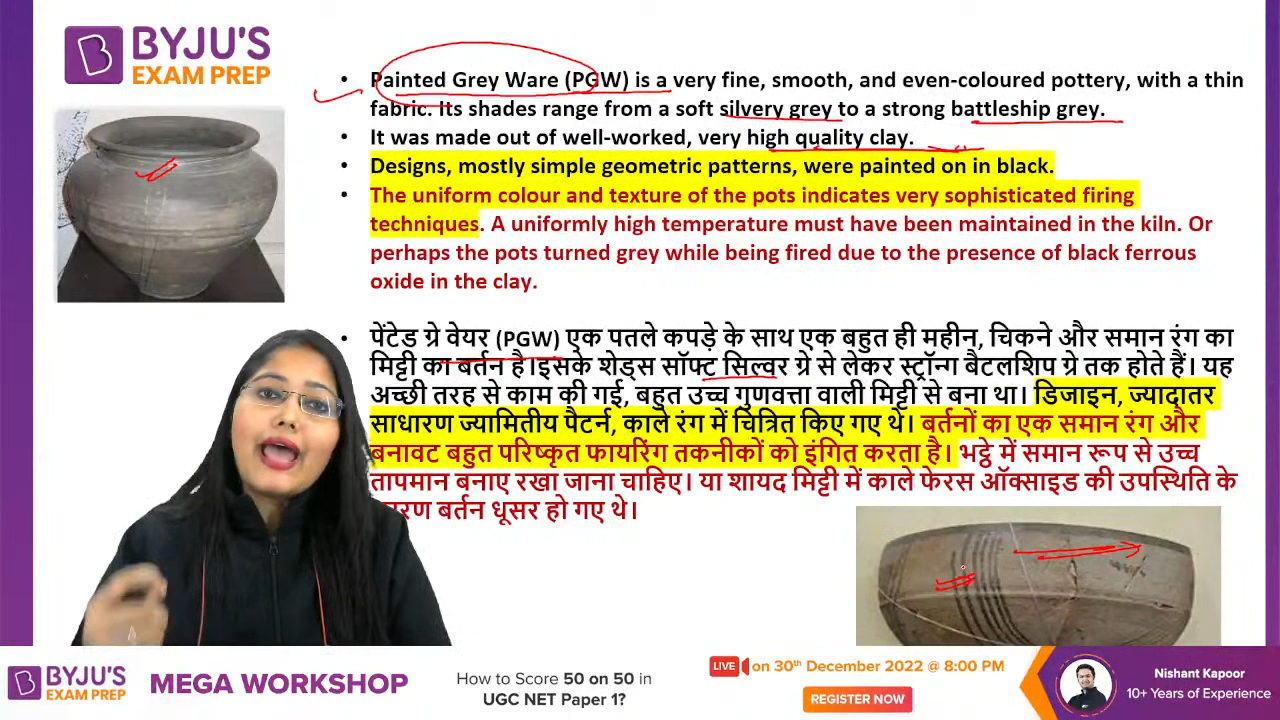 BYJU'S
EXAM PREP
• Painted Grey Ware (PGW) is a very fine, smooth, and even-coloured pottery, with a thin
fabric. Its shades range from a soft silvery grey to a strong battleship grey.
• It was made out of well-worked, very high quality clay.
• Designs, mostly simple geometric patterns, were painted on in black.
• The uniform colour and texture of the pots indicates very sophisticated firing
techniques. A uniformly high temperature must have been maintained in the kiln. Or
perhaps the pots turned grey while being fired due to the presence of black ferrous
oxide in the clay.
• पेंटेड ग्रे वेयर (PGW) एक पतले कपड़े के साथ एक बहुत ही महीन, चिकने और समान रंग का
मिट्टी का बर्तन है।इसके शेड्स सॉफ्ट सिल्वर ग्रे से लेकर स्ट्रॉन्ग बैटलशिप ग्रे तक होते हैं। यह
अच्छी तरह से काम की गई, बहुत उच्च गुणवत्ता वाली मिट्टी से बना था। डिजाइन, ज्यादातर
साधारण ज्यामितीय पैटर्न, काले रंग में चित्रित किए गए थे। बर्तनों का एक समान रंग और
बनावट बहुत परिष्कृत फायरिंग तकनीकों को इंगित करता है। भट्ठे में समान रूप से उच्च
तापमान बनाए रखा जाना चाहिए। या शायद मिट्टी में काले फेरस ऑक्साइड की उपस्थिति के
बर्तन धूसर हो गए थे।
BYJU'S
EXAM PREP
MEGA WORKSHOP
How to Score 50 on 50 in
UGC NET Paper 1?
LIVE on 30th December 2022 @ 8:00 PM
REGISTER NOW
Nishant Kapoor
10+ Years of Experience